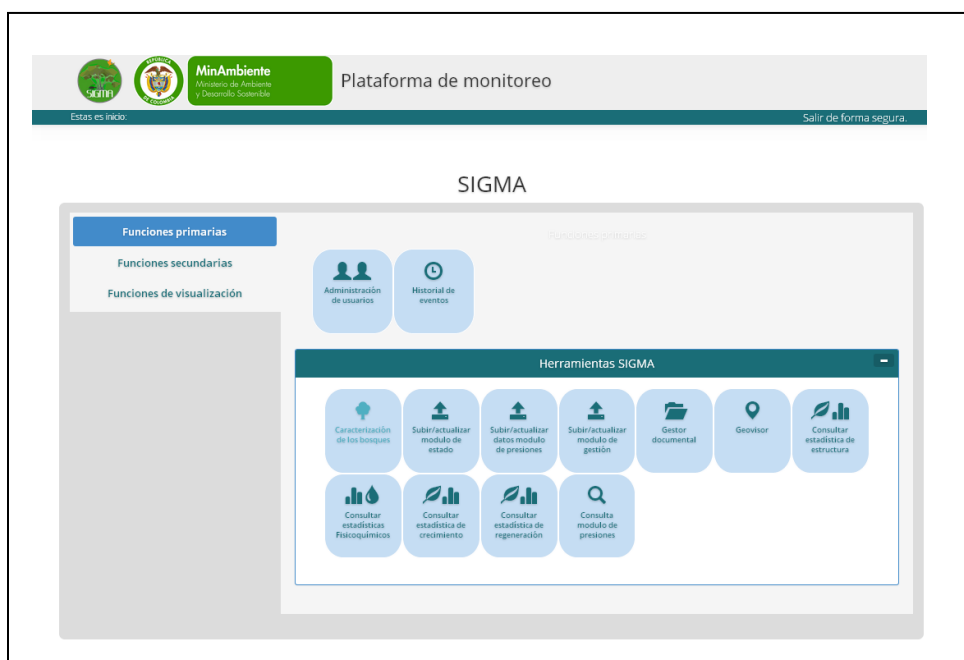 SIGMA
REPÚBLICA
DE COLOMBIA
MinAmbiente
Ministerio de Ambiente
y Desarrollo Sostenible
Plataforma de monitoreo
Estas es inicio:
Salir de forma segura.
SIGMA
Funciones primarias
Funciones secundarias
Funciones de visualización
Funciones primarias
Administración
de usuarios
Historial de
eventos
Herramientas SIGMA
Caracterización
de los bosques
Subir/actualizar
modulo de
estado
Subir/actualizar
datos modulo
de presiones
Subir/actualizar
modulo de
gestión
Gestor
documental
Geovisor
Consultar
estadística de
estructura
Consultar
estadísticas
Fisicoquímicos
Consultar
estadística de
crecimiento
Consultar
estadística de
regeneración
Consulta
modulo de
presiones